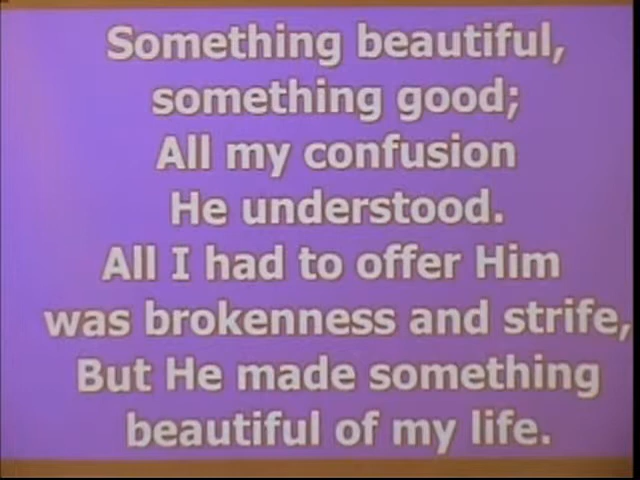 Something beautiful,
something good;
All my confusion
He understood.
All I had to offer Him
was brokenness and strife,
But He made something
beautiful of my life.